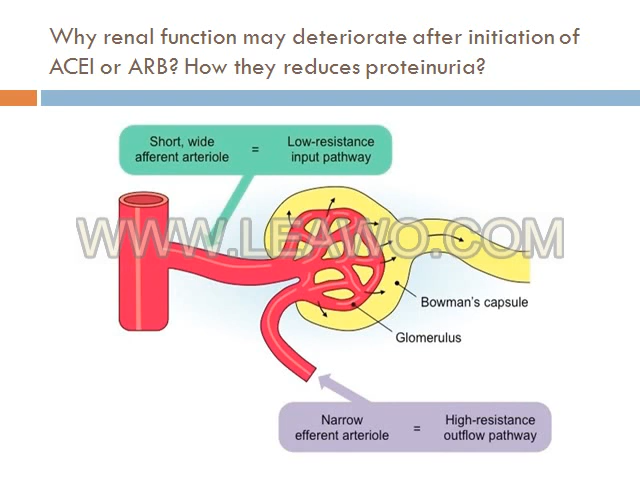 Why renal function may deteriorate after initiation of
ACEI or ARB? How they reduces proteinuria?
Short, wide
afferent arteriole
=
Low-resistance
input pathway
WWW.LEAWO.COM
Bowman's capsule
Glomerulus
Narrow
efferent arteriole
=
High-resistance
outflow pathway